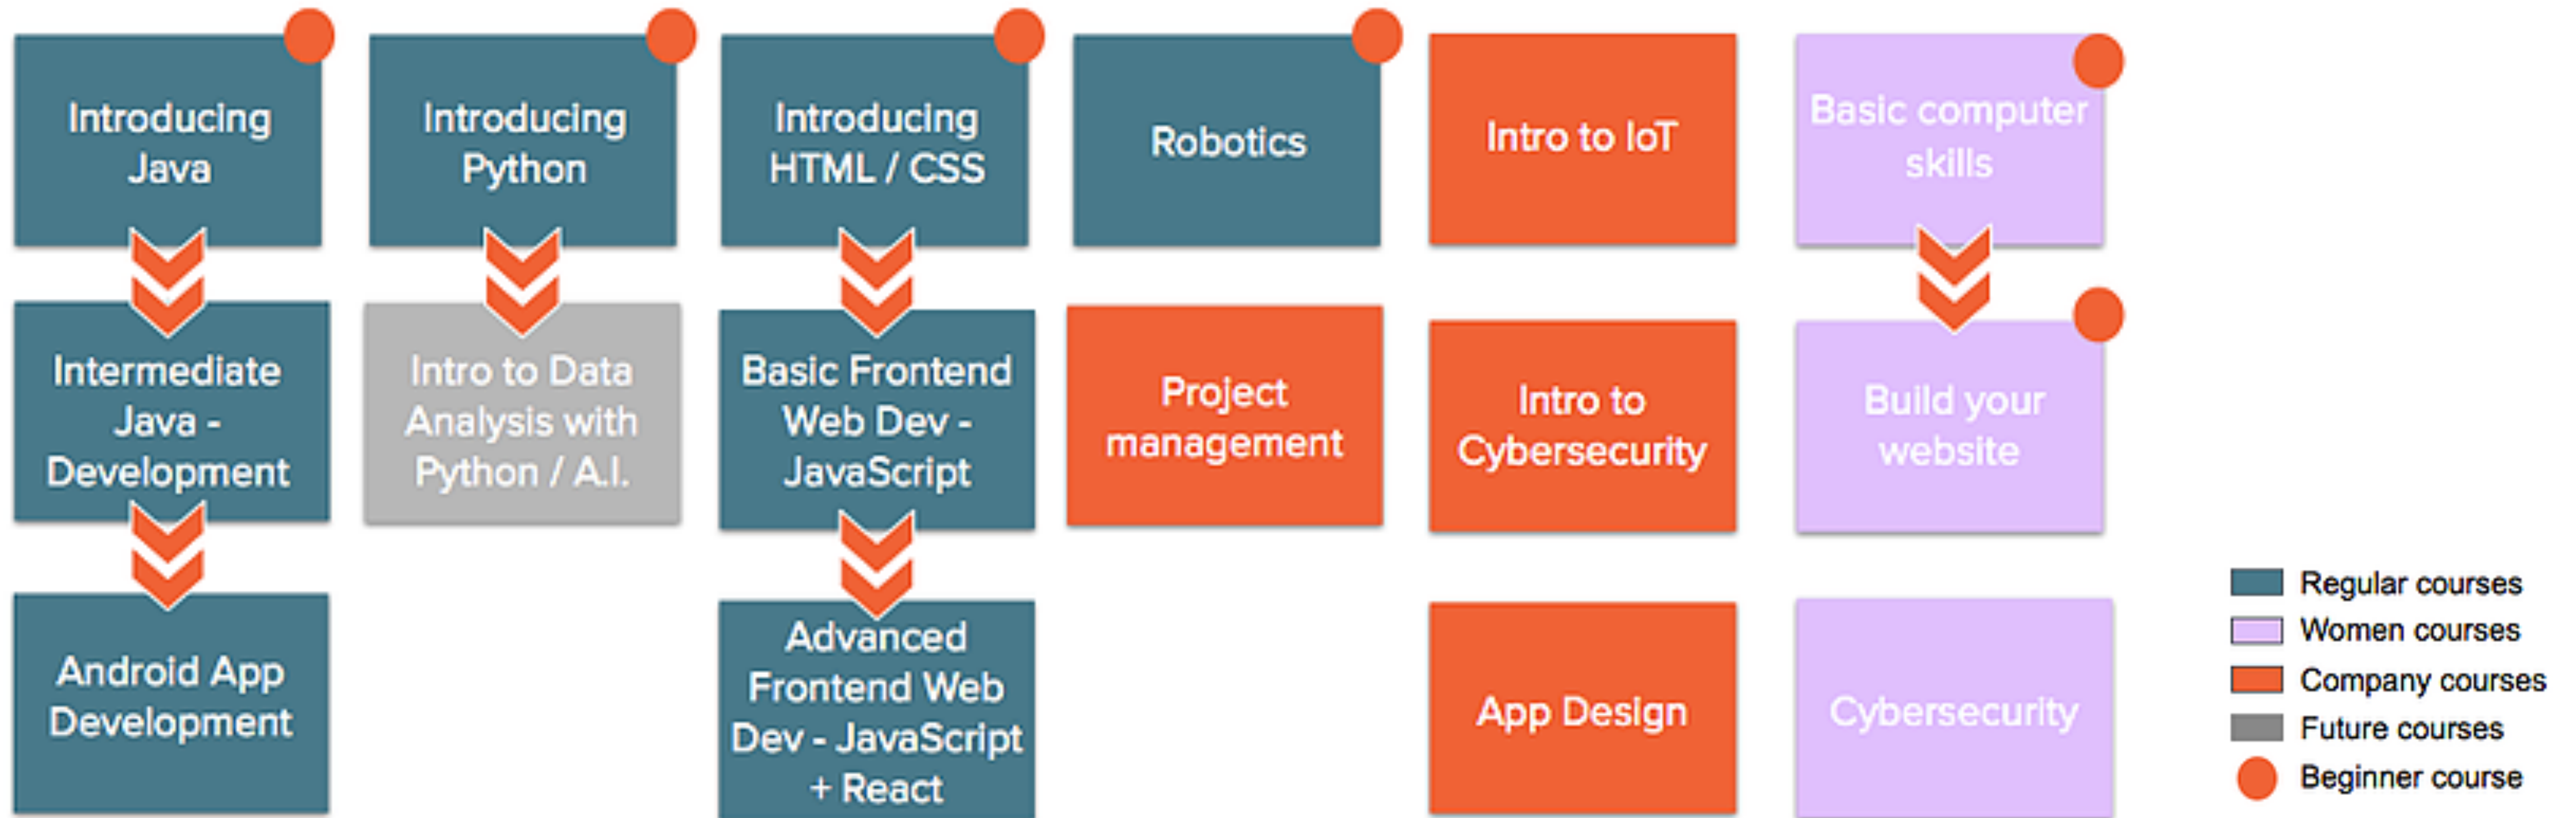 Introducing
Java
Introducing
Python
Introducing
HTML / CSS
Robotics
Intro to IoT
Basic computer
skills
Intermediate
Java -
Development
Intro to Data
Analysis with
Python / A.I.
Basic Frontend
Web Dev -
JavaScript
Project
management
Intro to
Cybersecurity
Build your
website
Android App
Development
Advanced
Frontend Web
Dev - JavaScript
+ React
App Design
Cybersecurity
Regular courses
Women courses
Company courses
Future courses
Beginner course